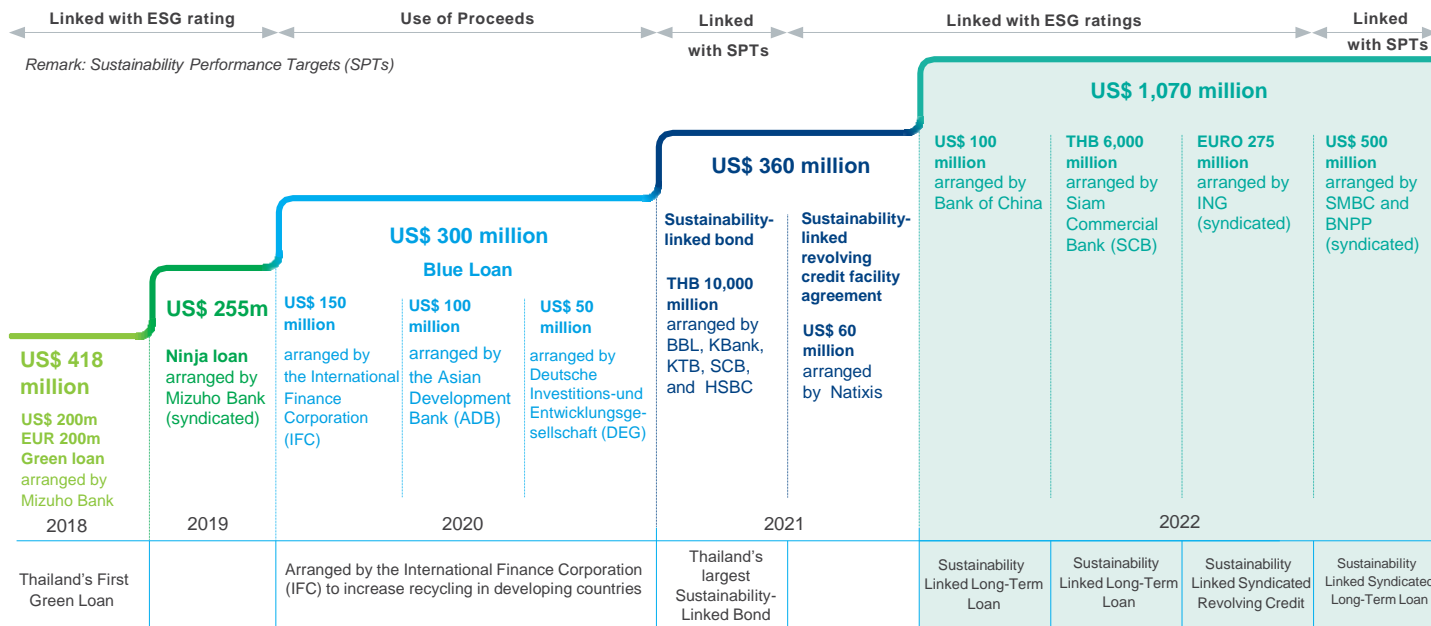 Linked with ESG rating
Use of Proceeds
Linked
with SPTs
Linked with ESG ratings
Linked
with SPTs
Remark: Sustainability Performance Targets (SPTs)
US$ 418
million
US$ 200m
EUR 200m
Green loan
arranged by
Mizuho Bank
US$ 255m
Ninja loan
arranged by
Mizuho Bank
(syndicated)
US$ 300 million
Blue Loan
US$ 150
million
arranged by
the International
Finance
Corporation
(IFC)
US$ 100
million
arranged by
the Asian
Development
Bank (ADB)
US$ 50
million
arranged by
Deutsche
Investitions-und
Entwicklungsge-
sellschaft (DEG)
US$ 360 million
Sustainability-
linked bond
THB 10,000
million
arranged by
BBL, KBank,
KTB, SCB,
and HSBC
Sustainability-
linked
revolving
credit facility
agreement
US$ 60
million
arranged
by Natixis
US$ 1,070 million
US$ 100
million
arranged by
Bank of China
THB 6,000
million
arranged by
Siam
Commercial
Bank (SCB)
EURO 275
million
arranged by
ING
(syndicated)
US$ 500
million
arranged by
SMBC and
BNPP
(syndicated)
2018
2019
2020
2021
2022
Thailand's First
Green Loan
Arranged by the International Finance Corporation
(IFC) to increase recycling in developing countries
Thailand's
largest
Sustainability-
Linked Bond
Sustainability
Linked Long-Term
Loan
Sustainability
Linked Long-Term
Loan
Sustainability
Linked Syndicated
Revolving Credit
Sustainability
Linked Syndicated
Long-Term Loan